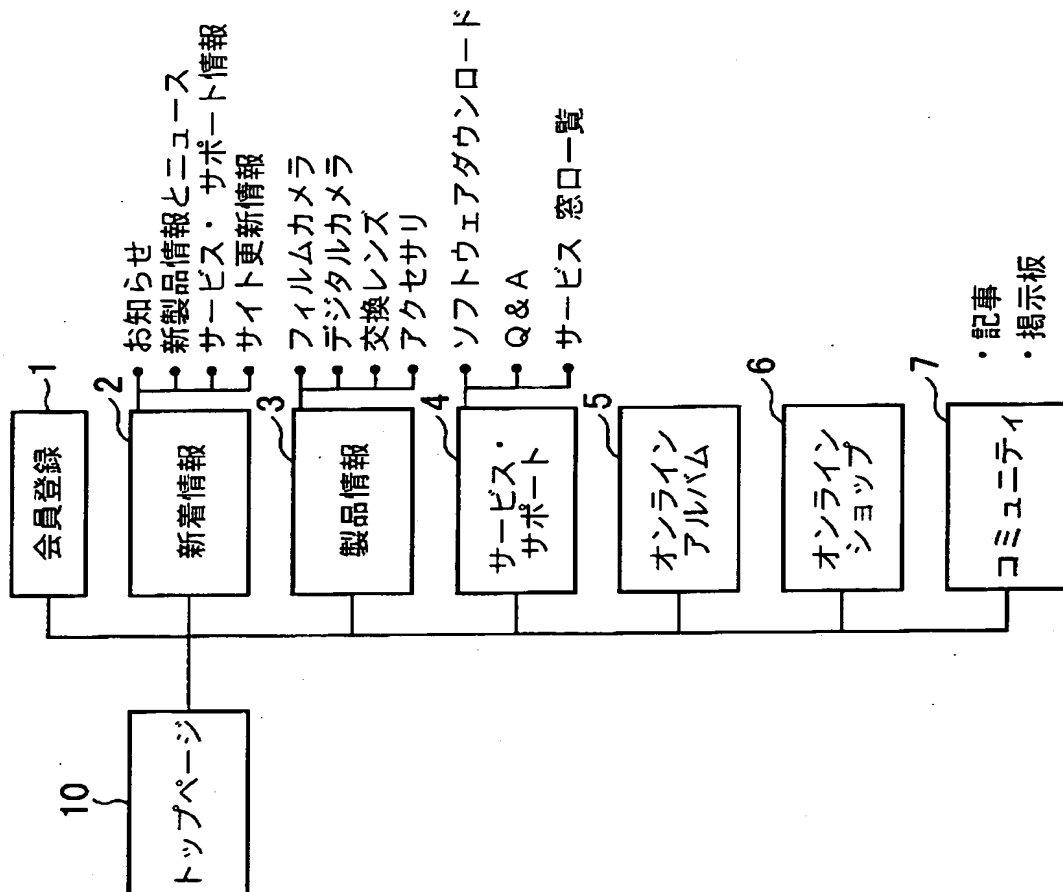 10
トップページ
1
会員登録
2
新着情報
お知らせ
新製品情報とニュース
サービス・サポート情報
サイト更新情報
3
製品情報
フィルムカメラ
デジタルカメラ
交換レンズ
アクセサリ
4
サービス・
サポート
ソフトウェアダウンロード
Q&A
サービス 窓口一覧
5
オンライン
アルバム
6
オンライン
ショップ
7
コミュニティ
・記事
・掲示板